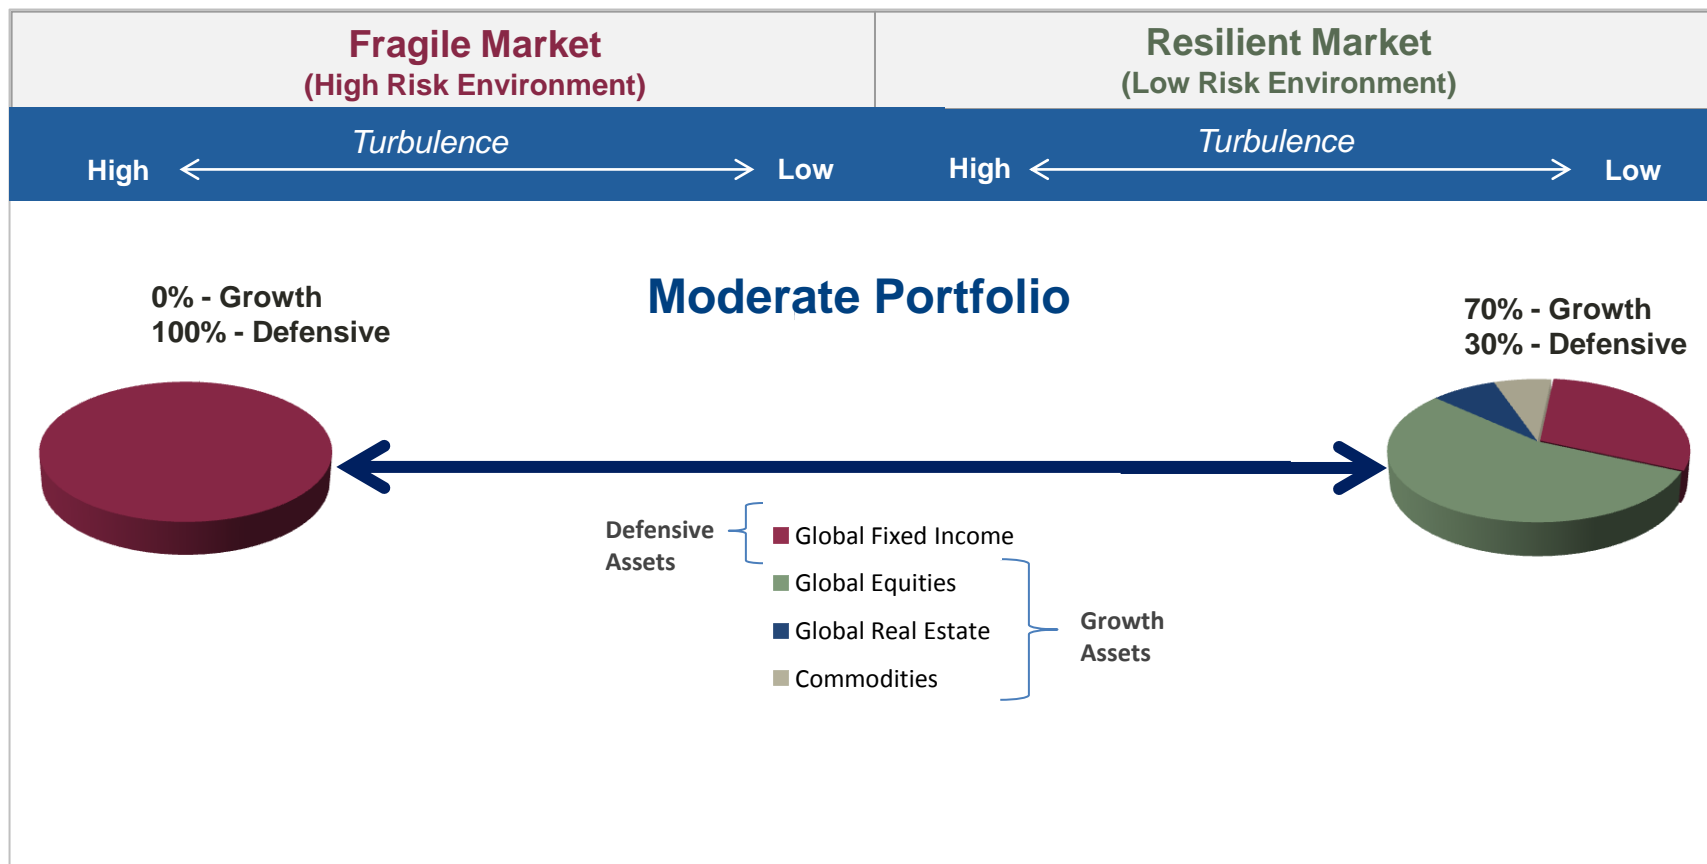 Fragile Market
(High Risk Environment)
Resilient Market
(Low Risk Environment)
Turbulence
High
Low
Turbulence
High
Low
Moderate Portfolio
0% - Growth
100% - Defensive
70% - Growth
30% - Defensive
Defensive
Assets
Global Fixed Income
Global Equities
Global Real Estate
Commodities
Growth
Assets